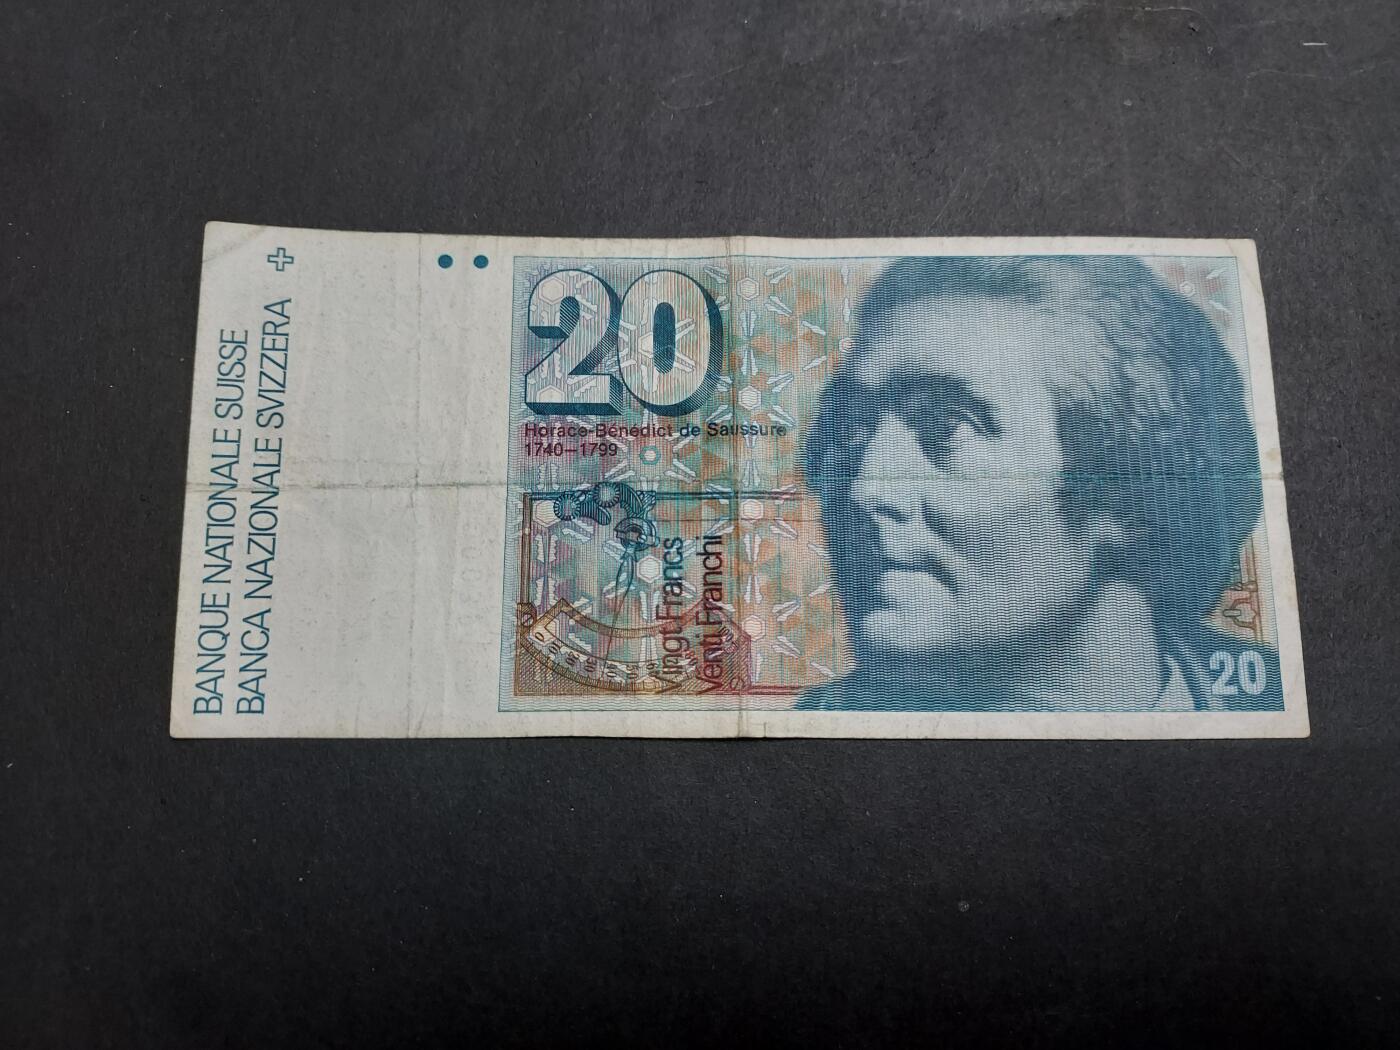 BANQUE NATIONALE SUISSE
BANCA NAZIONALE SVIZZERA
20
Horace-Bénédict de Saussure
1740–1799
Vingt Francs
Venti Franchi
20